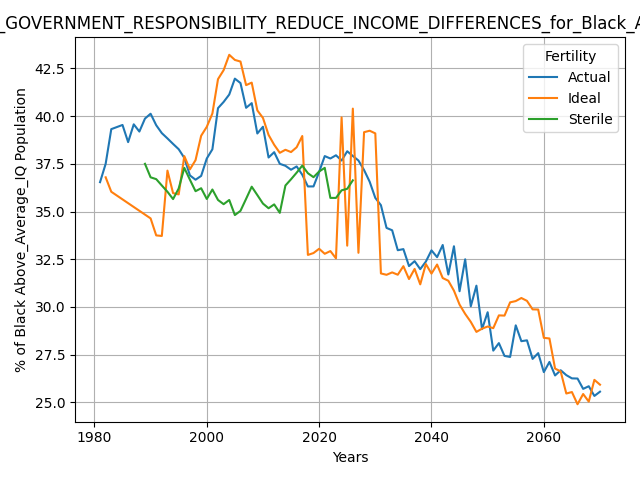 _GOVERNMENT_RESPONSIBILITY_REDUCE_INCOME_DIFFERENCES_for_Black_A
Fertility
Actual
Ideal
Sterile
% of Black Above_Average_IQ Population
42.5
40.0
37.5
35.0
32.5
30.0
27.5
25.0
1980
2000
2020
2040
2060
Years